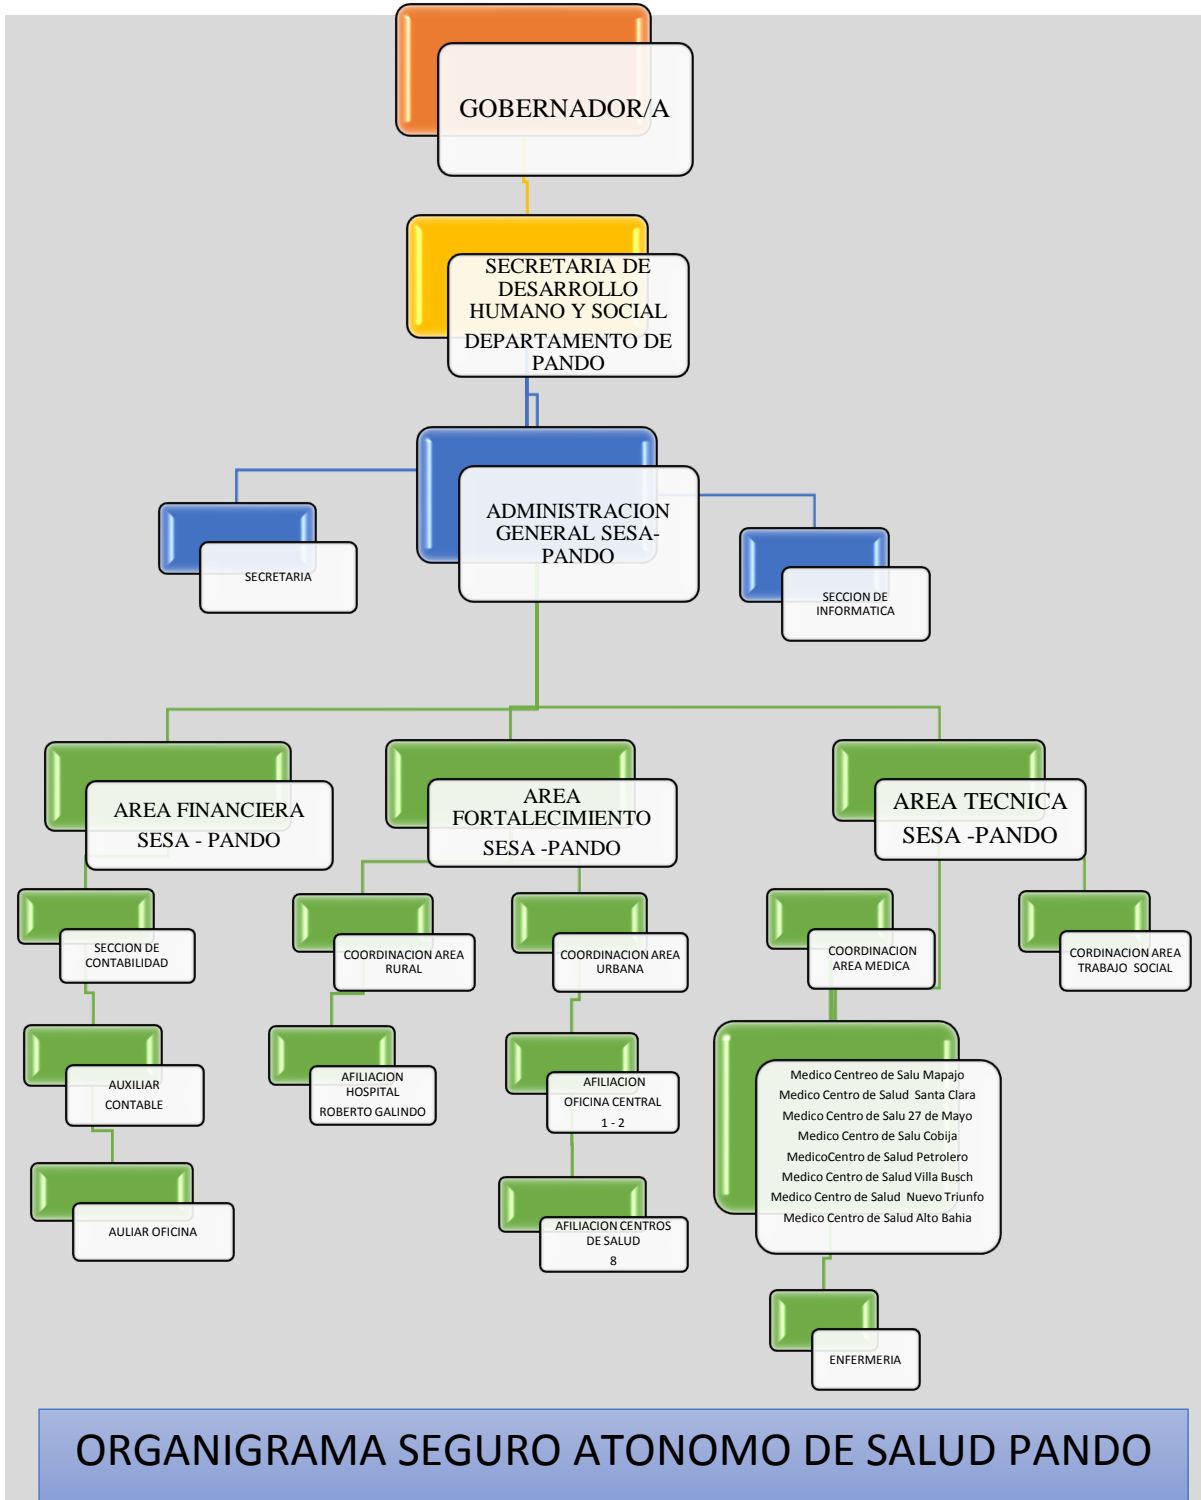 GOBERNADOR/A
SECRETARIA DE
DESARROLLO
HUMANO Y SOCIAL
DEPARTAMENTO DE
PANDO
ADMINISTRACION
GENERAL SESA-
PANDO
SECRETARIA
SECCION DE
INFORMATICA
AREA FINANCIERA
SESA - PANDO
AREA
FORTALECIMIENTO
SESA -PANDO
AREA TECNICA
SESA -PANDO
SECCION DE
CONTABILIDAD
COORDINACION AREA
RURAL
COORDINACION AREA
URBANA
COORDINACION
AREA MEDICA
CORDINACION AREA
TRABAJO SOCIAL
AUXILIAR
CONTABLE
AFILIACION
HOSPITAL
ROBERTO GALINDO
AFILIACION
OFICINA CENTRAL
1 - 2
Medico Centreo de Salu Mapajo
Medico Centro de Salud Santa Clara
Medico Centro de Salu 27 de Mayo
Medico Centro de Salu Cobija
MedicoCentro de Salud Petrolero
Medico Centro de Salud Villa Busch
Medico Centro de Salud Nuevo Triunfo
Medico Centro de Salud Alto Bahia
AULIAR OFICINA
AFILIACION CENTROS
DE SALUD
8
ENFERMERIA
ORGANIGRAMA SEGURO ATONOMO DE SALUD PANDO